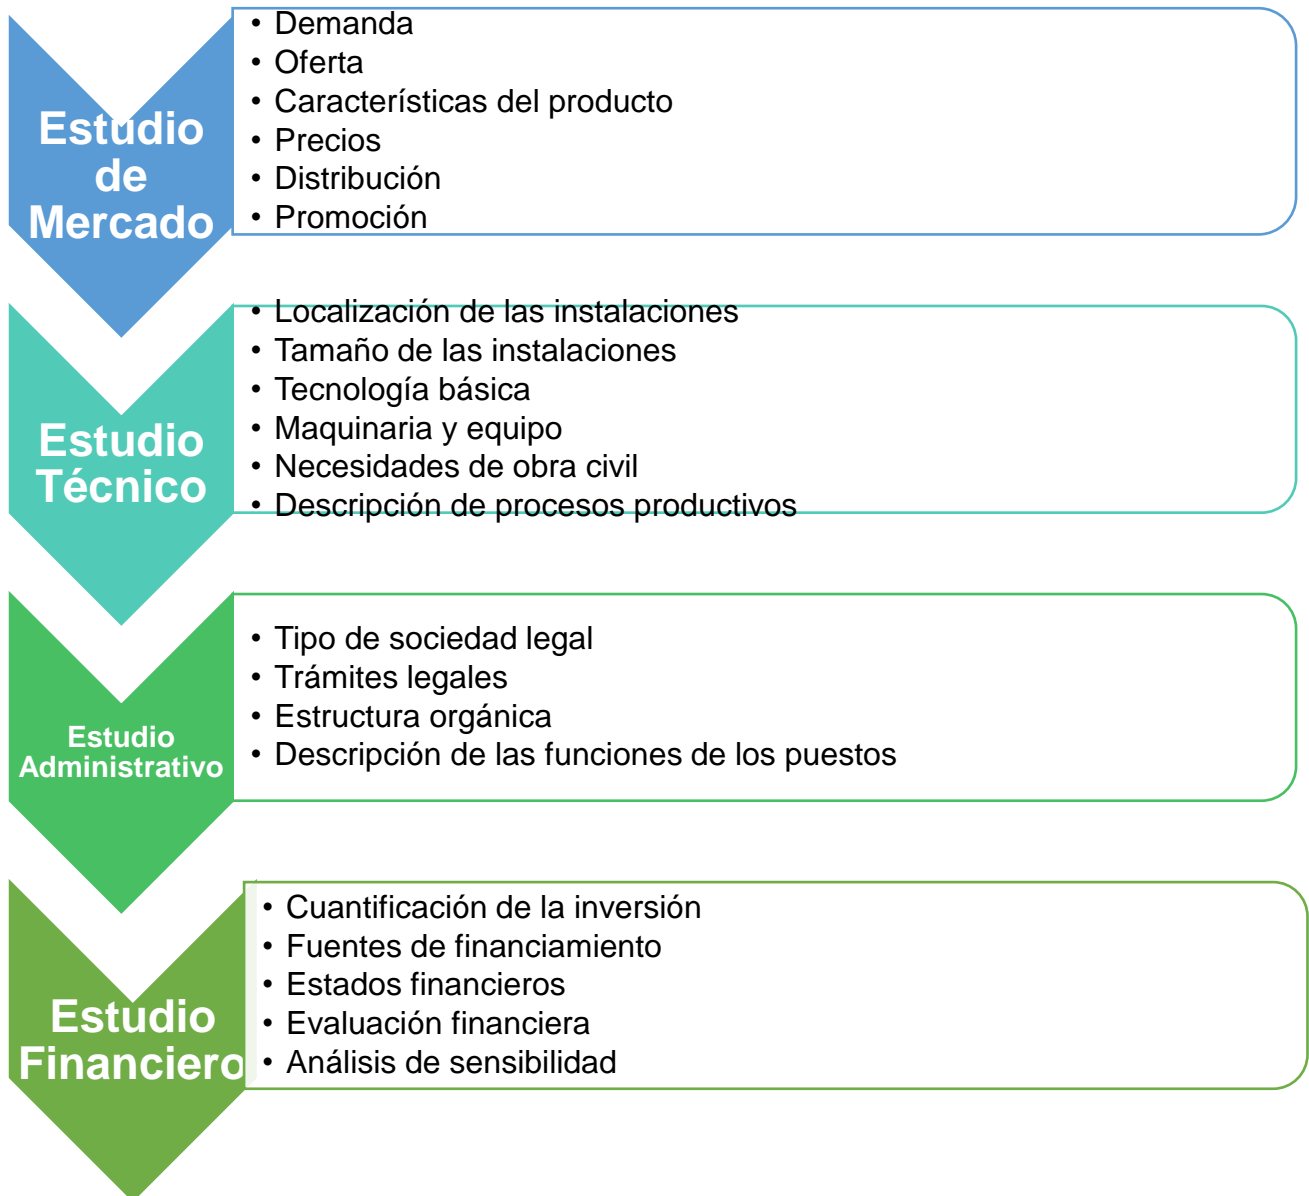 Estudio
de
Mercado
• Demanda
• Oferta
• Características del producto
• Precios
• Distribución
• Promoción
Estudio
Técnico
• Localización de las instalaciones
• Tamaño de las instalaciones
• Tecnología básica
• Maquinaria y equipo
• Necesidades de obra civil
• Descripción de procesos productivos
Estudio
Administrativo
• Tipo de sociedad legal
• Trámites legales
• Estructura orgánica
• Descripción de las funciones de los puestos
Estudio
Financiero
• Cuantificación de la inversión
• Fuentes de financiamiento
• Estados financieros
• Evaluación financiera
• Análisis de sensibilidad